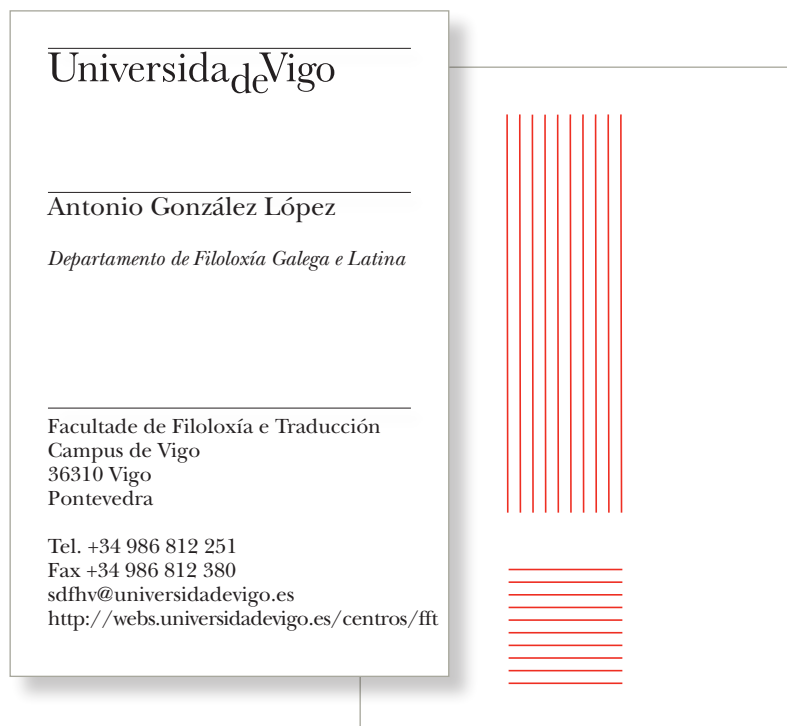 UniversidadeVigo
Antonio González López
Departamento de Filoloxía Galega e Latina
Facultade de Filoloxía e Traducción
Campus de Vigo
36310 Vigo
Pontevedra
Tel. +34 986 812 251
Fax +34 986 812 380
sdfhv@universidadevigo.es
http://webs.universidadevigo.es/centros/fft